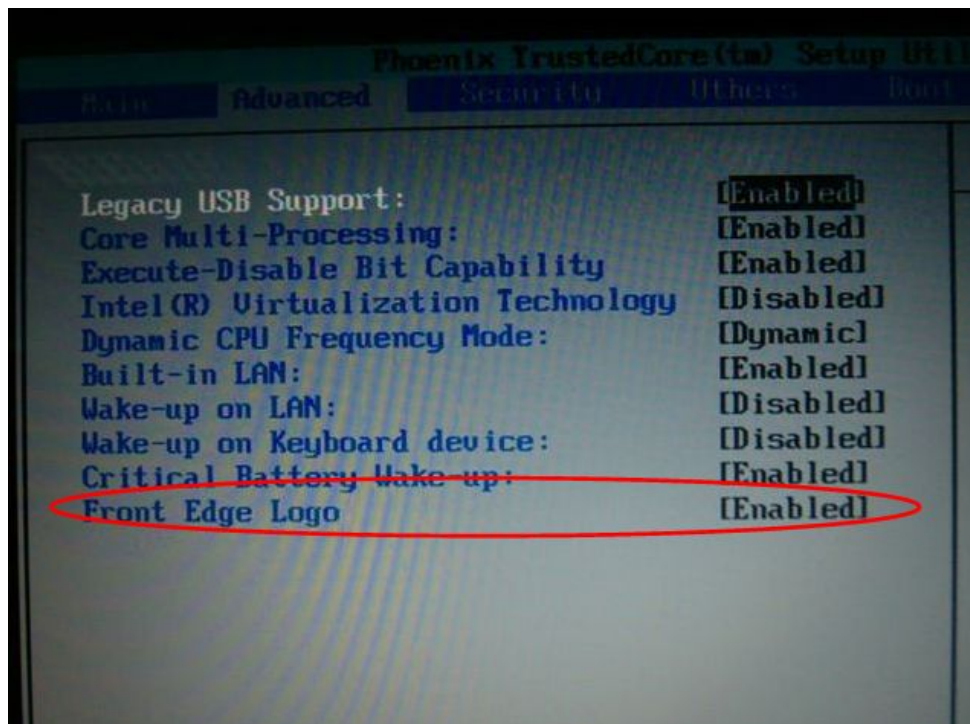 Phoenix TrustedCore(tm) Setup Util
Main Advanced Security Others Boot
Legacy USB Support: [Enabled]
Core Multi-Processing: [Enabled]
Execute-Disable Bit Capability [Enabled]
Intel(R) Virtualization Technology [Disabled]
Dynamic CPU Frequency Mode: [Dynamic]
Built-in LAN: [Enabled]
Wake-up on LAN: [Disabled]
Wake-up on Keyboard device: [Disabled]
Critical Battery Wake-up: [Enabled]
Front Edge Logo [Enabled]